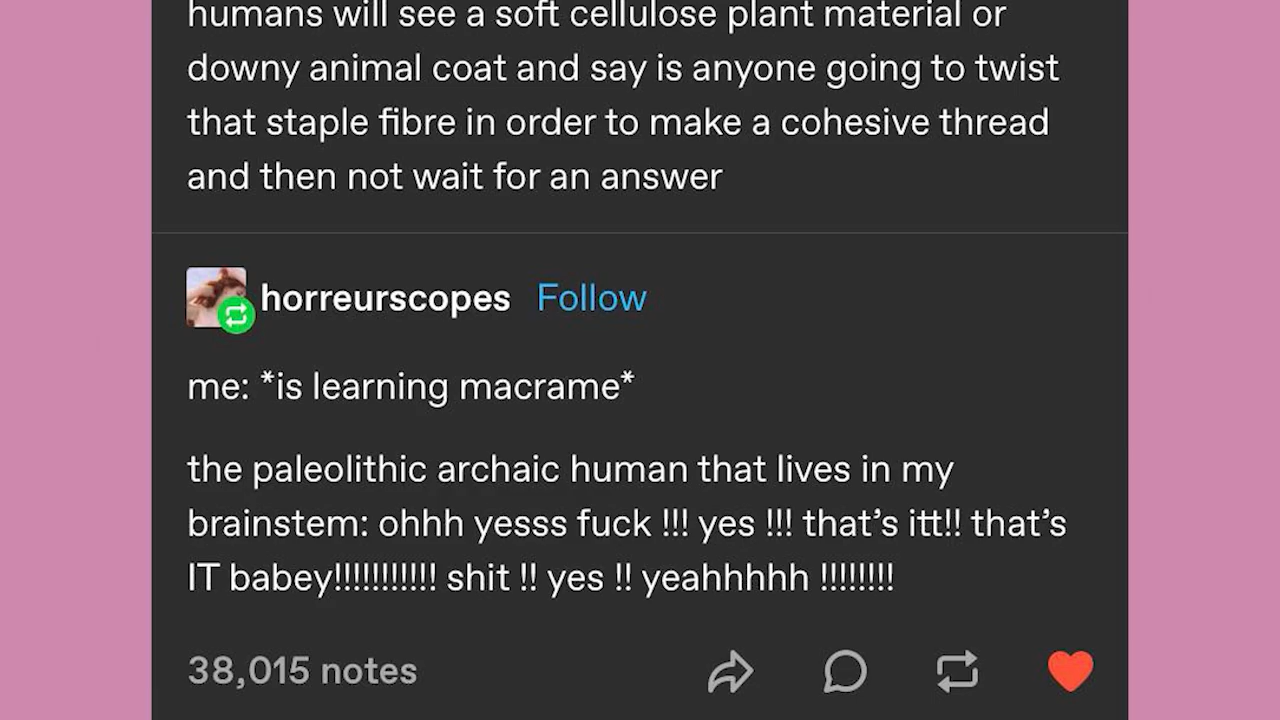 humans will see a soft cellulose plant material or
downy animal coat and say is anyone going to twist
that staple fibre in order to make a cohesive thread
and then not wait for an answer
horreurscopes Follow
me: *is learning macrame*
the paleolithic archaic human that lives in my
brainstem: ohhh yesss fuck !!! yes !!! that’s itt!! that’s
IT babey!!!!!!!!!!! shit !! yes !! yeahhhhh !!!!!!!!
38,015 notes